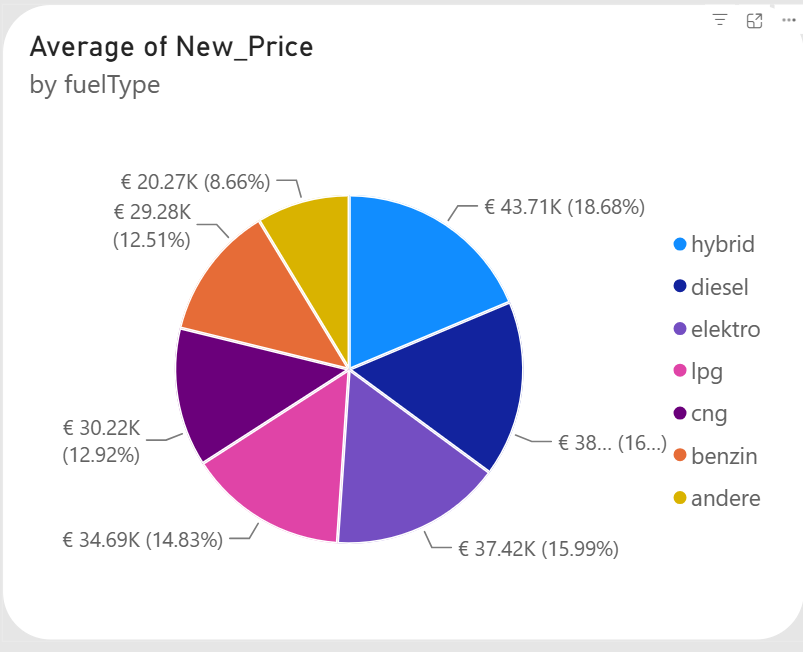 Average of New_Price
by fuelType
€ 20.27K (8.66%)
€ 29.28K
(12.51%)
€ 43.71K (18.68%)
hybrid
diesel
elektro
lpg
cng
benzin
andere
€ 30.22K
(12.92%)
€ 38... (16...)
€ 34.69K (14.83%)
€ 37.42K (15.99%)